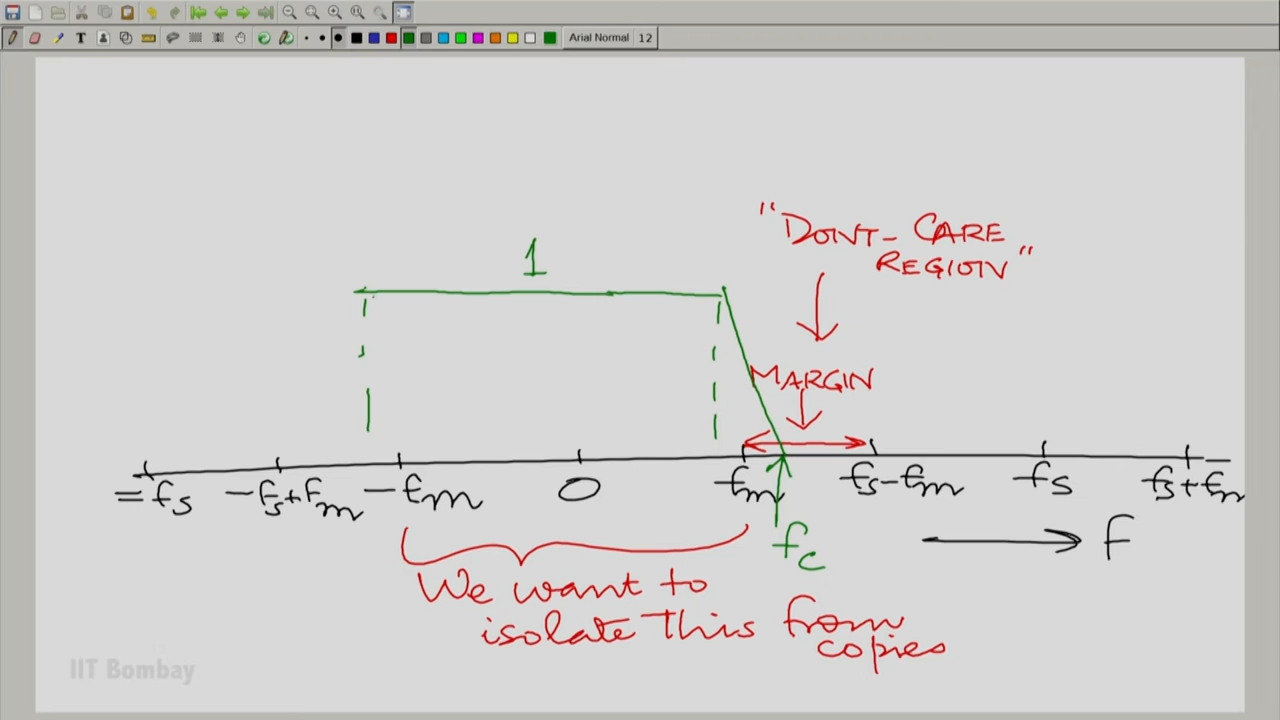 Arial Normal 12
"DONT-CARE
REGION"
1
MARGIN
=fs -fs+fm -fm 0 fm fs-fm fs fs+fm
fc
f
We want to
isolate this from
copies
IIT Bombay